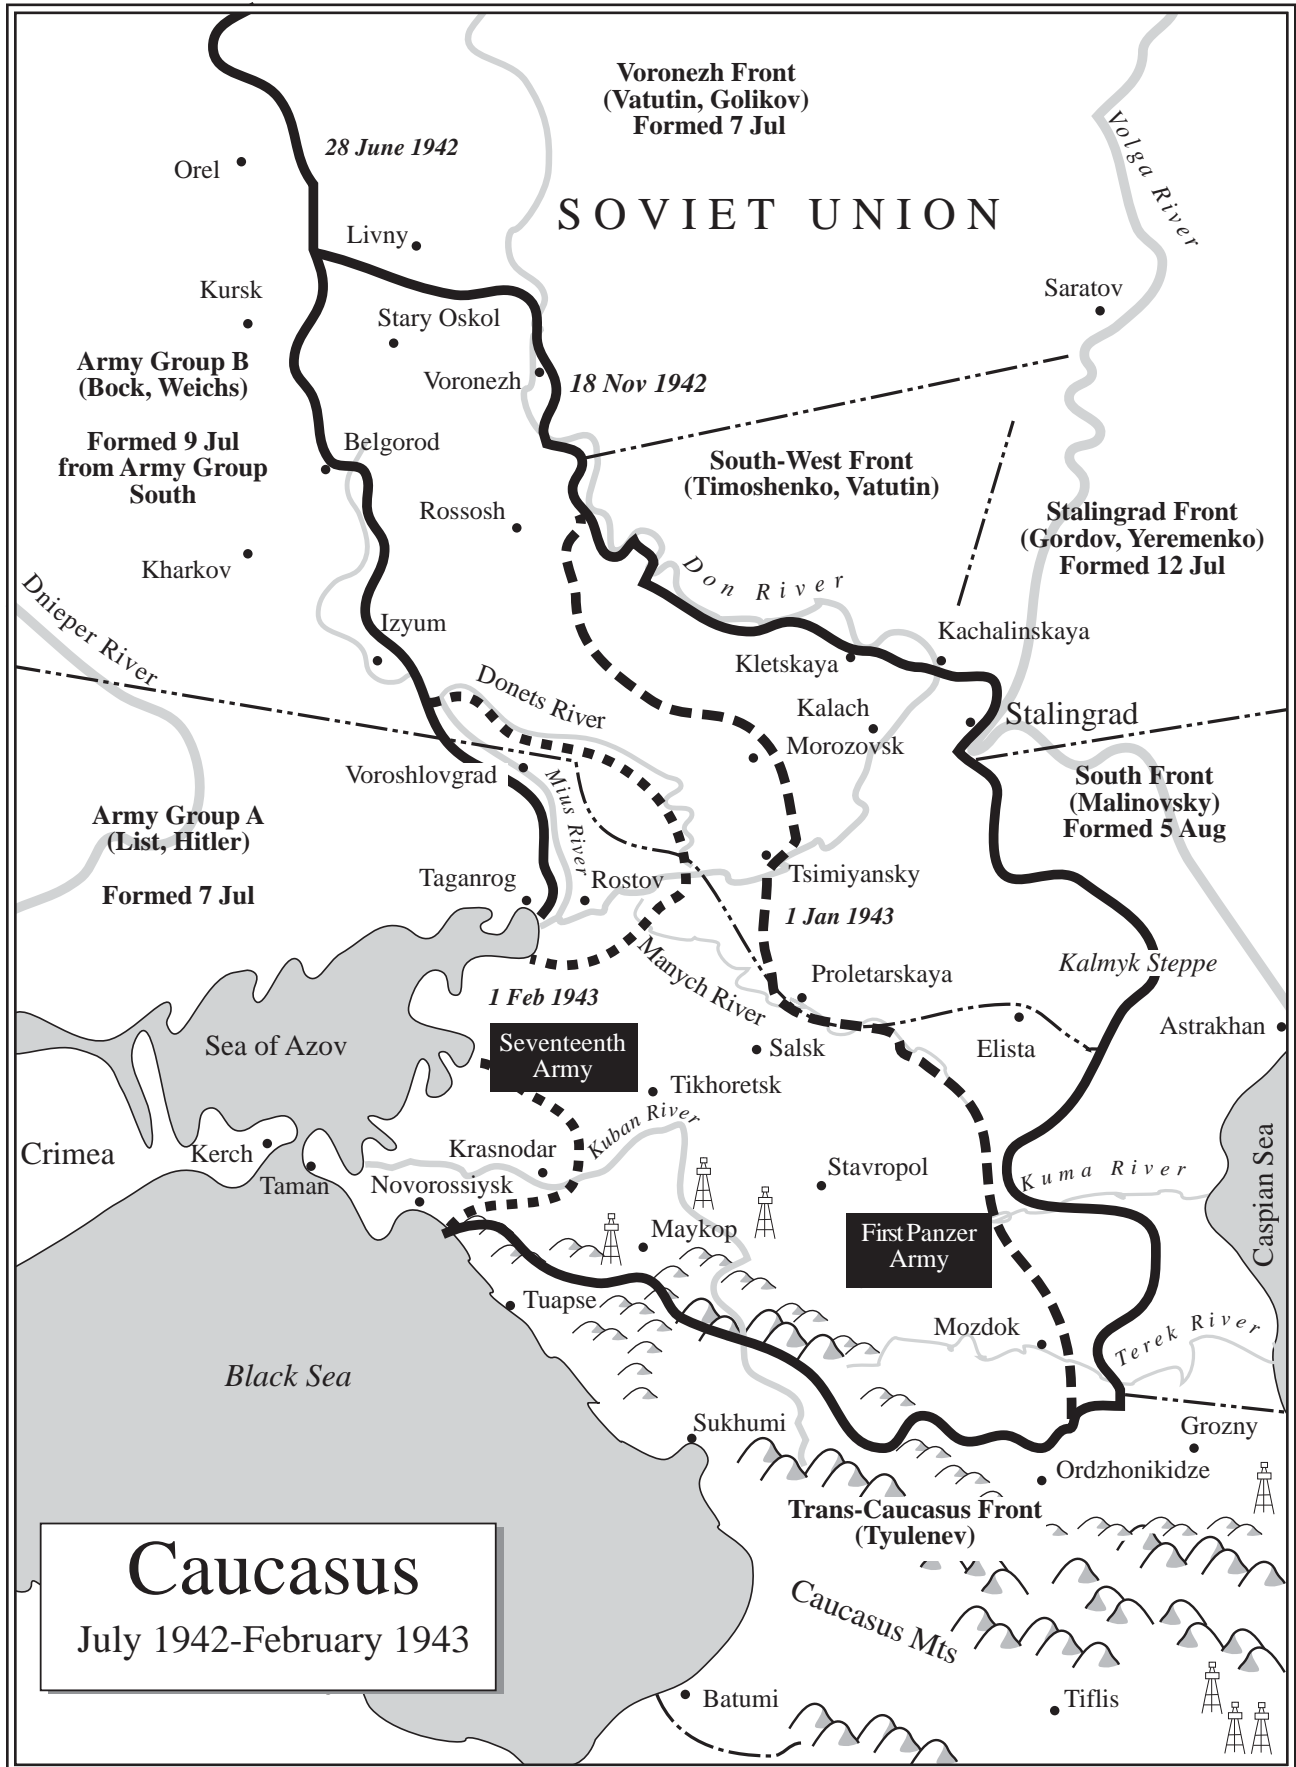 Voronezh Front
(Vatutin, Golikov)
Formed 7 Jul
Volga River
28 June 1942
Orel
SOVIET UNION
Livny
Kursk
Saratov
Stary Oskol
Army Group B
(Bock, Weichs)
Voronezh
18 Nov 1942
Formed 9 Jul
from Army Group
South
Belgorod
South-West Front
(Timoshenko, Vatutin)
Rossosh
Stalingrad Front
(Gordov, Yeremenko)
Formed 12 Jul
Kharkov
Don River
Dnieper River
Izyum
Kachalinskaya
Kletskaya
Donets River
Kalach
Stalingrad
Morozovsk
Voroshlovgrad
Mius River
South Front
(Malinovsky)
Formed 5 Aug
Army Group A
(List, Hitler)
Formed 7 Jul
Taganrog
Rostov
Tsimiyansky
1 Jan 1943
Manych River
Kalmyk Steppe
Proletarskaya
1 Feb 1943
Astrakhan
Sea of Azov
Seventeenth
Army
Salsk
Elista
Tikhoretsk
Kuban River
Crimea
Kerch
Krasnodar
Taman
Novorossiysk
Stavropol
Kuma River
Caspian Sea
Maykop
First Panzer
Army
Tuapse
Mozdok
Terek River
Black Sea
Sukhumi
Grozny
Ordzhonikidze
Trans-Caucasus Front
(Tyulenev)
Caucasus
July 1942-February 1943
Caucasus Mts
Batumi
Tiflis